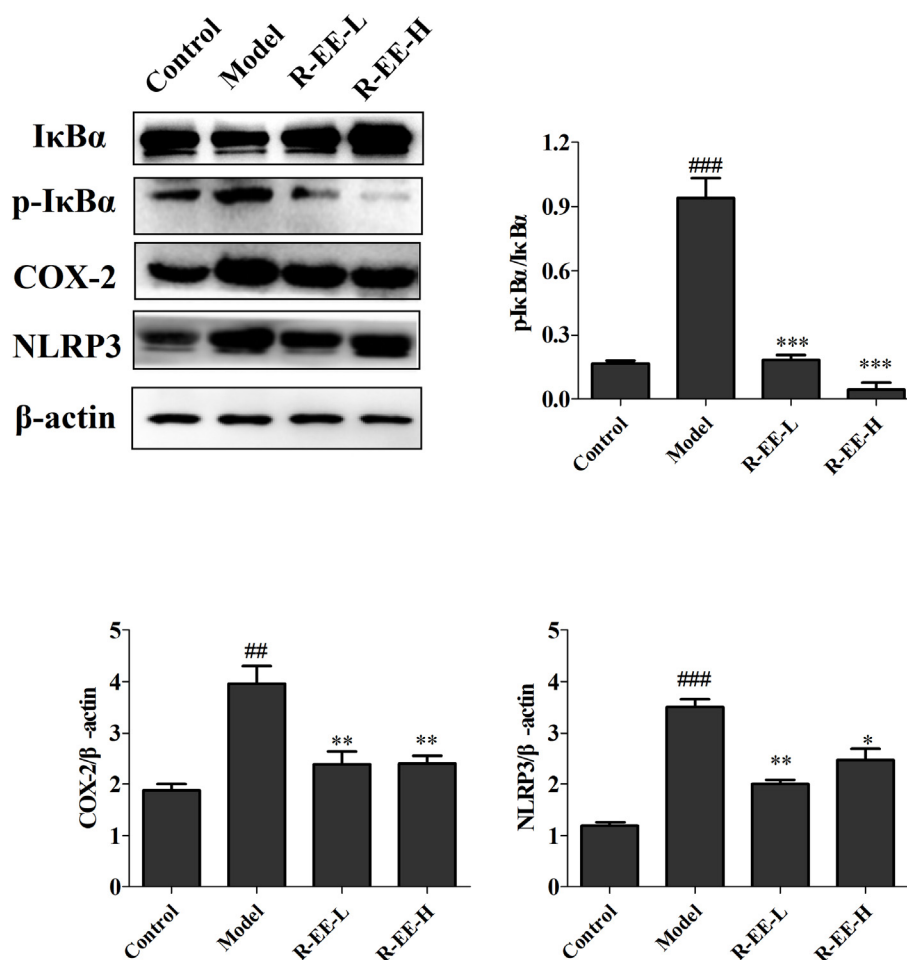 Control Model R-EE-L R-EE-H
IκBα
p-IκBα
COX-2
NLRP3
β-actin
p-IκBα/IκBα
1.2
0.9
0.6
0.3
0.0
###
***
***
Control Model R-EE-L R-EE-H
COX-2/β -actin
5
4
3
2
1
0
##
**
**
Control Model R-EE-L R-EE-H
NLRP3/β -actin
5
4
3
2
1
0
###
**
*
Control Model R-EE-L R-EE-H